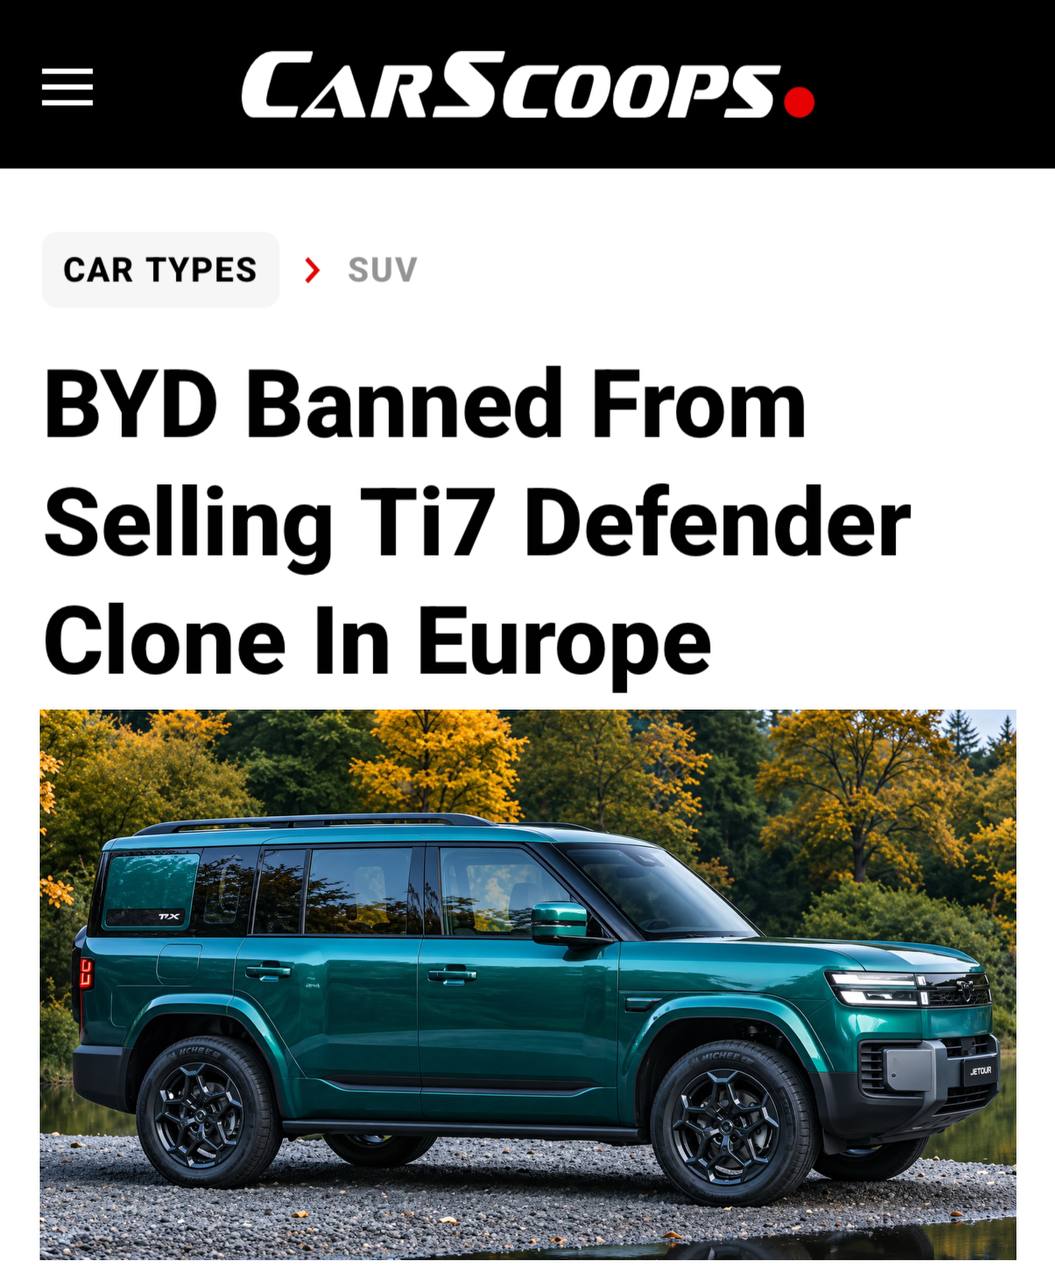 CARSCOOPS.
CAR TYPES > SUV
BYD Banned From
Selling Ti7 Defender
Clone In Europe
JETOUR